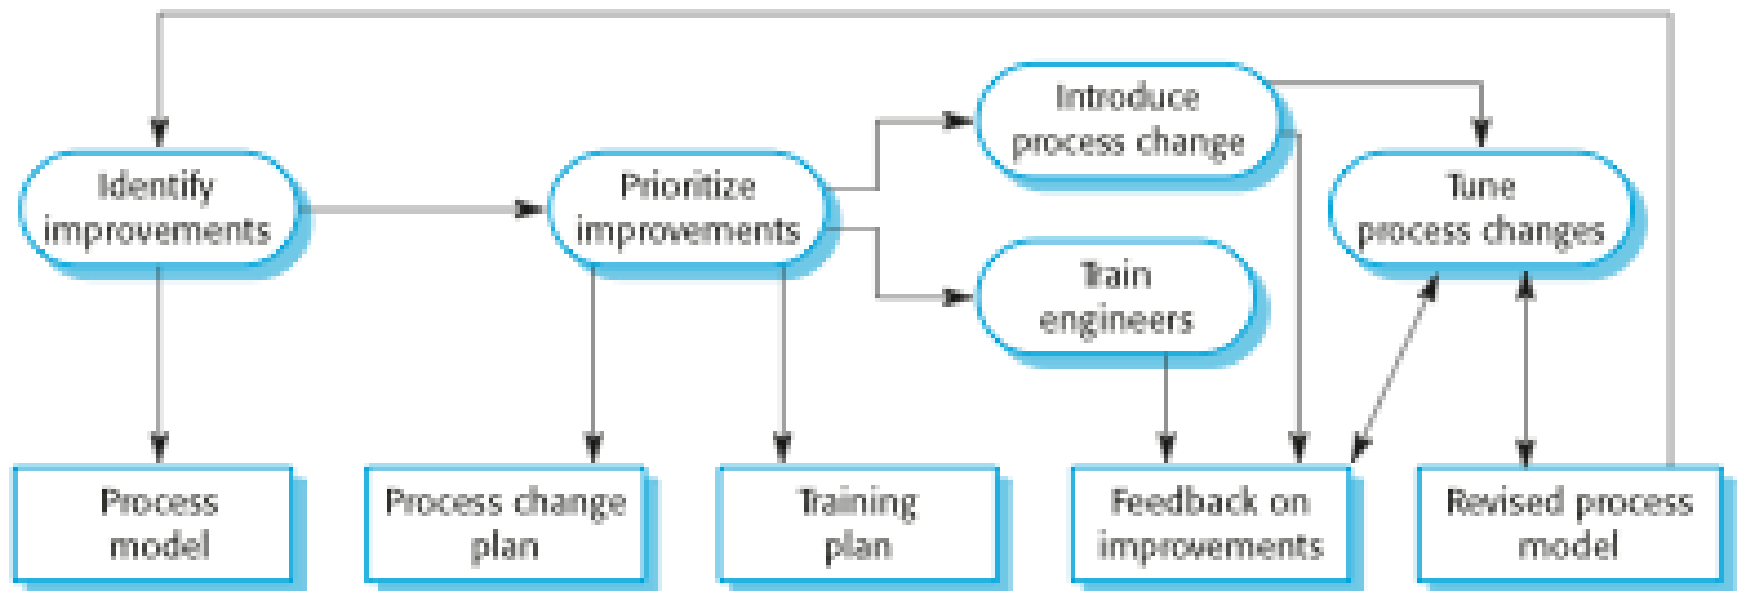 Introduce
process change
Identify
improvements
Prioritize
improvements
Tune
process changes
Train
engineers
Process
model
Process change
plan
Training
plan
Feedback on
improvements
Revised process
model